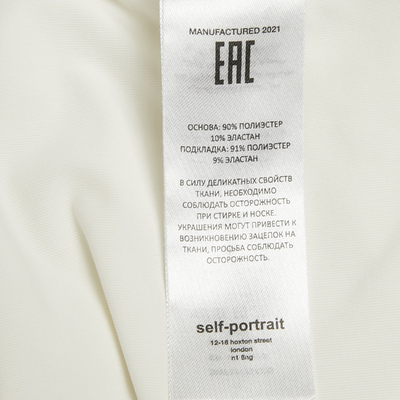 MANUFACTURED 2021
EAC
ОСНОВА: 90% ПОЛИЭСТЕР
10% ЭЛАСТАН
ПОДКЛАДКА: 91% ПОЛИЭСТЕР
9% ЭЛАСТАН
В СИЛУ ДЕЛИКАТНЫХ СВОЙСТВ
ТКАНИ, НЕОБХОДИМО
СОБЛЮДАТЬ ОСТОРОЖНОСТЬ
ПРИ СТИРКЕ И НОСКЕ.
УКРАШЕНИЯ МОГУТ ПРИВЕСТИ К
ВОЗНИКНОВЕНИЮ ЗАЦЕПОК НА
ТКАНИ, ПРОСЬБА СОБЛЮДАТЬ
ОСТОРОЖНОСТЬ.
self-portrait
12-16 hoxton street
london
n1 6ng